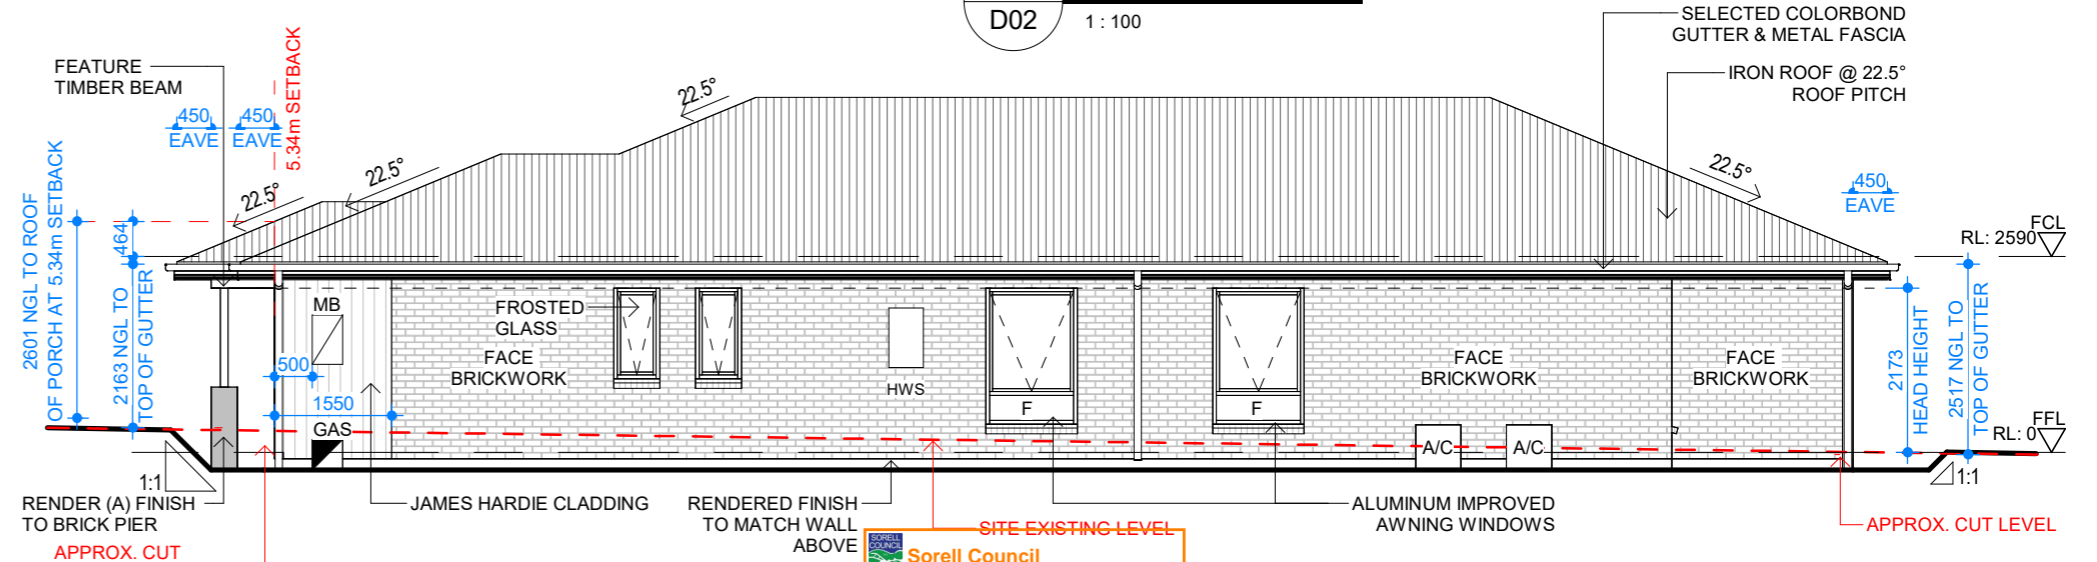 D02
1 : 100
SELECTED COLORBOND
GUTTER & METAL FASCIA
IRON ROOF @ 22.5°
ROOF PITCH
FEATURE
TIMBER BEAM
450
EAVE
450
EAVE
5.34m SETBACK
22.5°
22.5°
22.5°
22.5°
450
EAVE
2601 NGL TO ROOF
OF PORCH AT 5.34m SETBACK
464
2163 NGL TO
TOP OF GUTTER
FCL
RL: 2590
MB
FROSTED
GLASS
FACE
BRICKWORK
500
1550
GAS
HWS
F
F
FACE
BRICKWORK
FACE
BRICKWORK
A/C
A/C
2173
HEAD HEIGHT
2517 NGL TO
TOP OF GUTTER
FFL
RL: 0
1:1
1:1
RENDER (A) FINISH
TO BRICK PIER
APPROX. CUT
JAMES HARDIE CLADDING
RENDERED FINISH
TO MATCH WALL
ABOVE
SITE EXISTING LEVEL
ALUMINUM IMPROVED
AWNING WINDOWS
APPROX. CUT LEVEL
SORELL
COUNCIL
Sorell Council